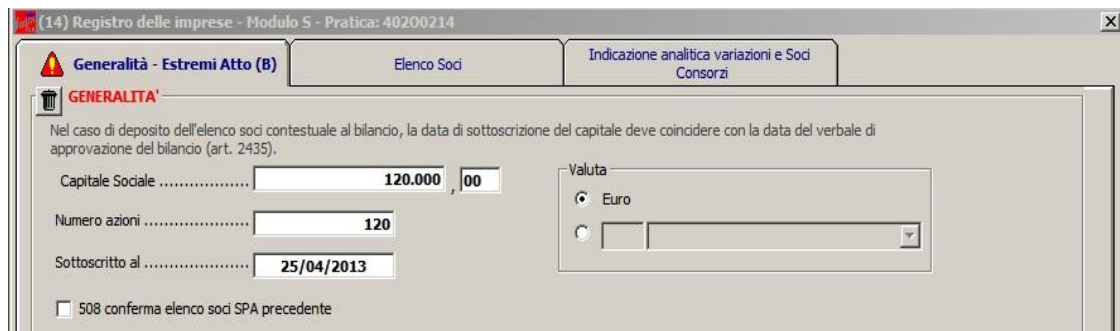 (14) Registro delle imprese - Modulo S - Pratica: 402O0214
Generalità - Estremi Atto (B)
Elenco Soci
Indicazione analitica variazioni e Soci
Consorzi
GENERALITA'
Nel caso di deposito dell'elenco soci contestuale al bilancio, la data di sottoscrizione del capitale deve coincidere con la data del verbale di
approvazione del bilancio (art. 2435).
Capitale Sociale .................. 120.000 , 00
Valuta
Euro
Numero azioni ..................... 120
Sottoscritto al ..................... 25/04/2013
508 conferma elenco soci SPA precedente